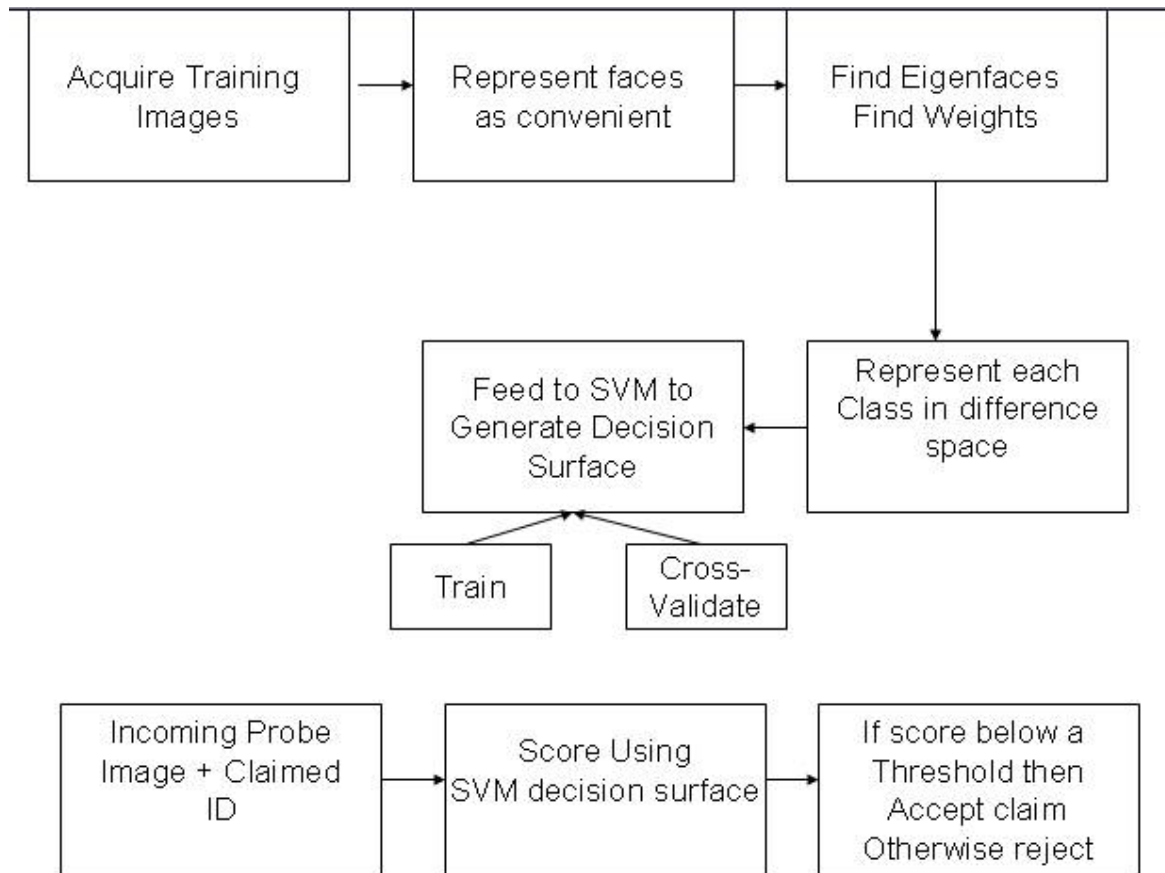 Acquire Training
Images
Represent faces
as convenient
Find Eigenfaces
Find Weights
Represent each
Class in difference
space
Feed to SVM to
Generate Decision
Surface
Train
Cross-
Validate
Incoming Probe
Image + Claimed
ID
Score Using
SVM decision surface
If score below a
Threshold then
Accept claim
Otherwise reject